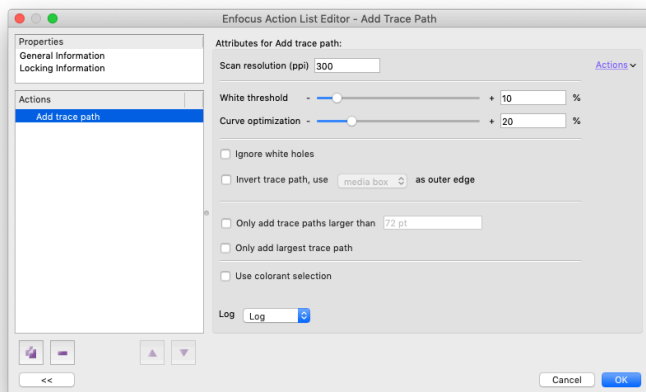 Enfocus Action List Editor - Add Trace Path
Properties
General Information
Locking Information
Actions
Add trace path
<<
Attributes for Add trace path:
Scan resolution (ppi) 300
Actions
White threshold - + 10 %
Curve optimization - + 20 %
Ignore white holes
Invert trace path, use media box as outer edge
Only add trace paths larger than 72 pt
Only add largest trace path
Use colorant selection
Log Log
Cancel OK